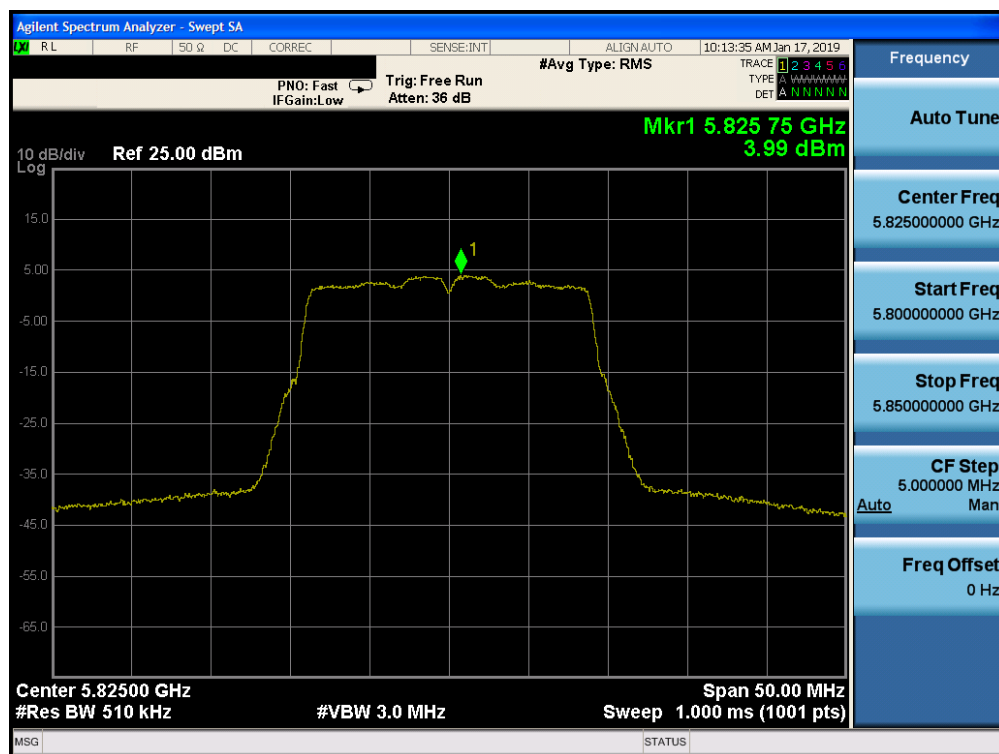 Agilent Spectrum Analyzer - Swept SA
LXI RL RF 50 Ω DC CORREC SENSE:INT ALIGN AUTO 10:13:35 AM Jan 17, 2019
#Avg Type: RMS TRACE 1 2 3 4 5 6
PNO: Fast Trig: Free Run TYPE A WWWWW
IFGain:Low Atten: 36 dB DET A N N N N N
Mkr1 5.825 75 GHz
10 dB/div Ref 25.00 dBm 3.99 dBm
Log
15.0
1
5.00
-5.00
-15.0
-25.0
-35.0
-45.0
-55.0
-65.0
Center 5.82500 GHz Span 50.00 MHz
#Res BW 510 kHz #VBW 3.0 MHz Sweep 1.000 ms (1001 pts)
MSG STATUS
Frequency
Auto Tune
Center Freq
5.825000000 GHz
Start Freq
5.800000000 GHz
Stop Freq
5.850000000 GHz
CF Step
5.000000 MHz
Auto Man
Freq Offset
0 Hz